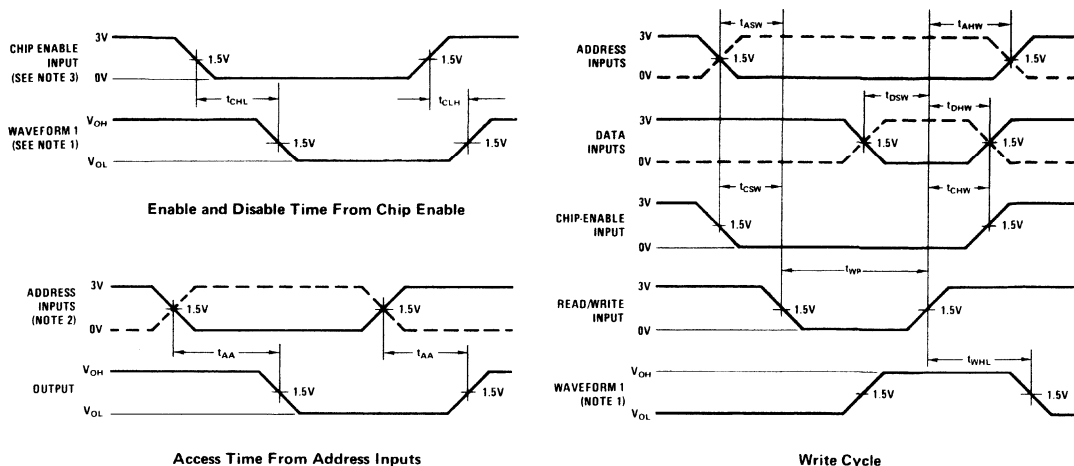 3V
CHIP ENABLE
INPUT
(SEE NOTE 3)
0V
1.5V
1.5V
tCHL
tCLH
VOH
WAVEFORM 1
(SEE NOTE 1)
VOL
1.5V
1.5V
Enable and Disable Time From Chip Enable
3V
ADDRESS
INPUTS
(NOTE 2)
0V
1.5V
1.5V
tAA
tAA
VOH
OUTPUT
VOL
1.5V
1.5V
Access Time From Address Inputs
tASW
tAHW
3V
ADDRESS
INPUTS
0V
1.5V
1.5V
tDSW
tDHW
3V
DATA
INPUTS
0V
1.5V
1.5V
tCSW
tCHW
3V
CHIP-ENABLE
INPUT
0V
1.5V
1.5V
tWP
3V
READ/WRITE
INPUT
0V
1.5V
1.5V
tWHL
VOH
WAVEFORM 1
(NOTE 1)
VOL
1.5V
1.5V
Write Cycle